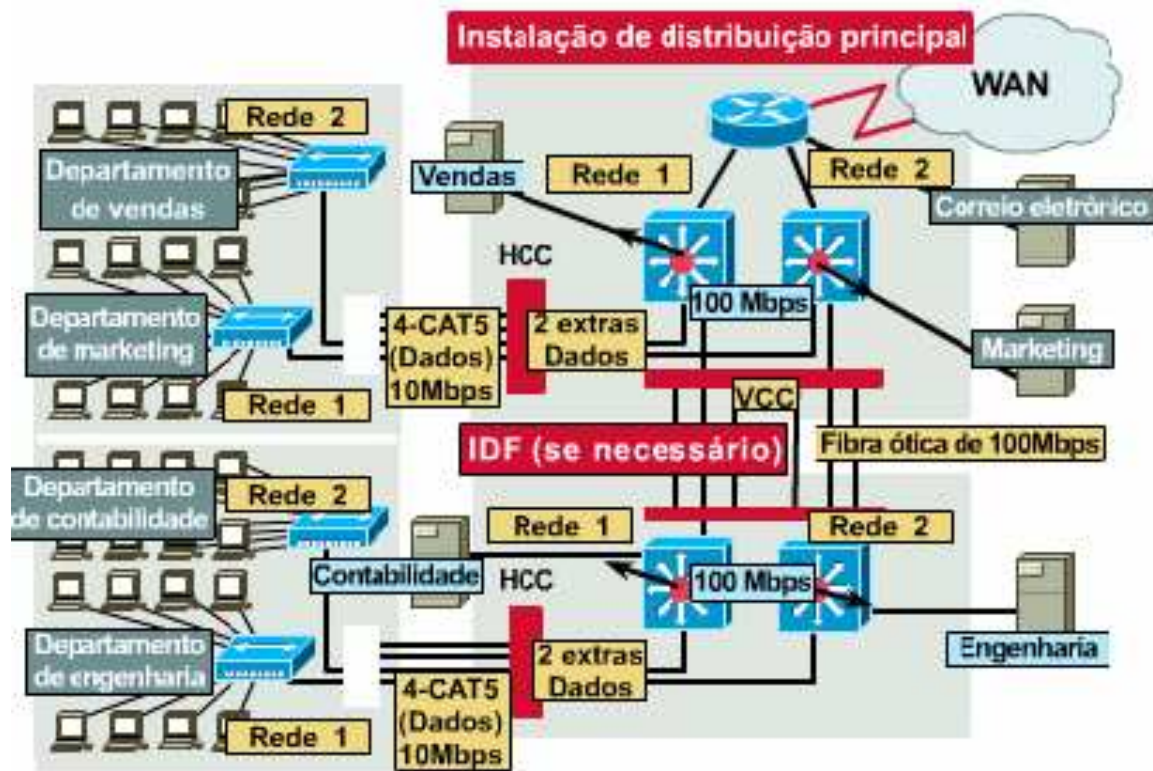 Instalação de distribuição principal
WAN
Rede 2
Departamento
de vendas
Vendas
Rede 1
Rede 2
Correio eletrônico
HCC
Departamento
de marketing
Rede 1
4-CAT5
(Dados)
10Mbps
2 extras
Dados
100 Mbps
Marketing
VCC
IDF (se necessário)
Fibra ótica de 100Mbps
Departamento
de contabilidade
Rede 2
Contabilidade
Rede 1
Rede 2
HCC
100 Mbps
Departamento
de engenharia
Rede 1
4-CAT5
(Dados)
10Mbps
2 extras
Dados
Engenharia